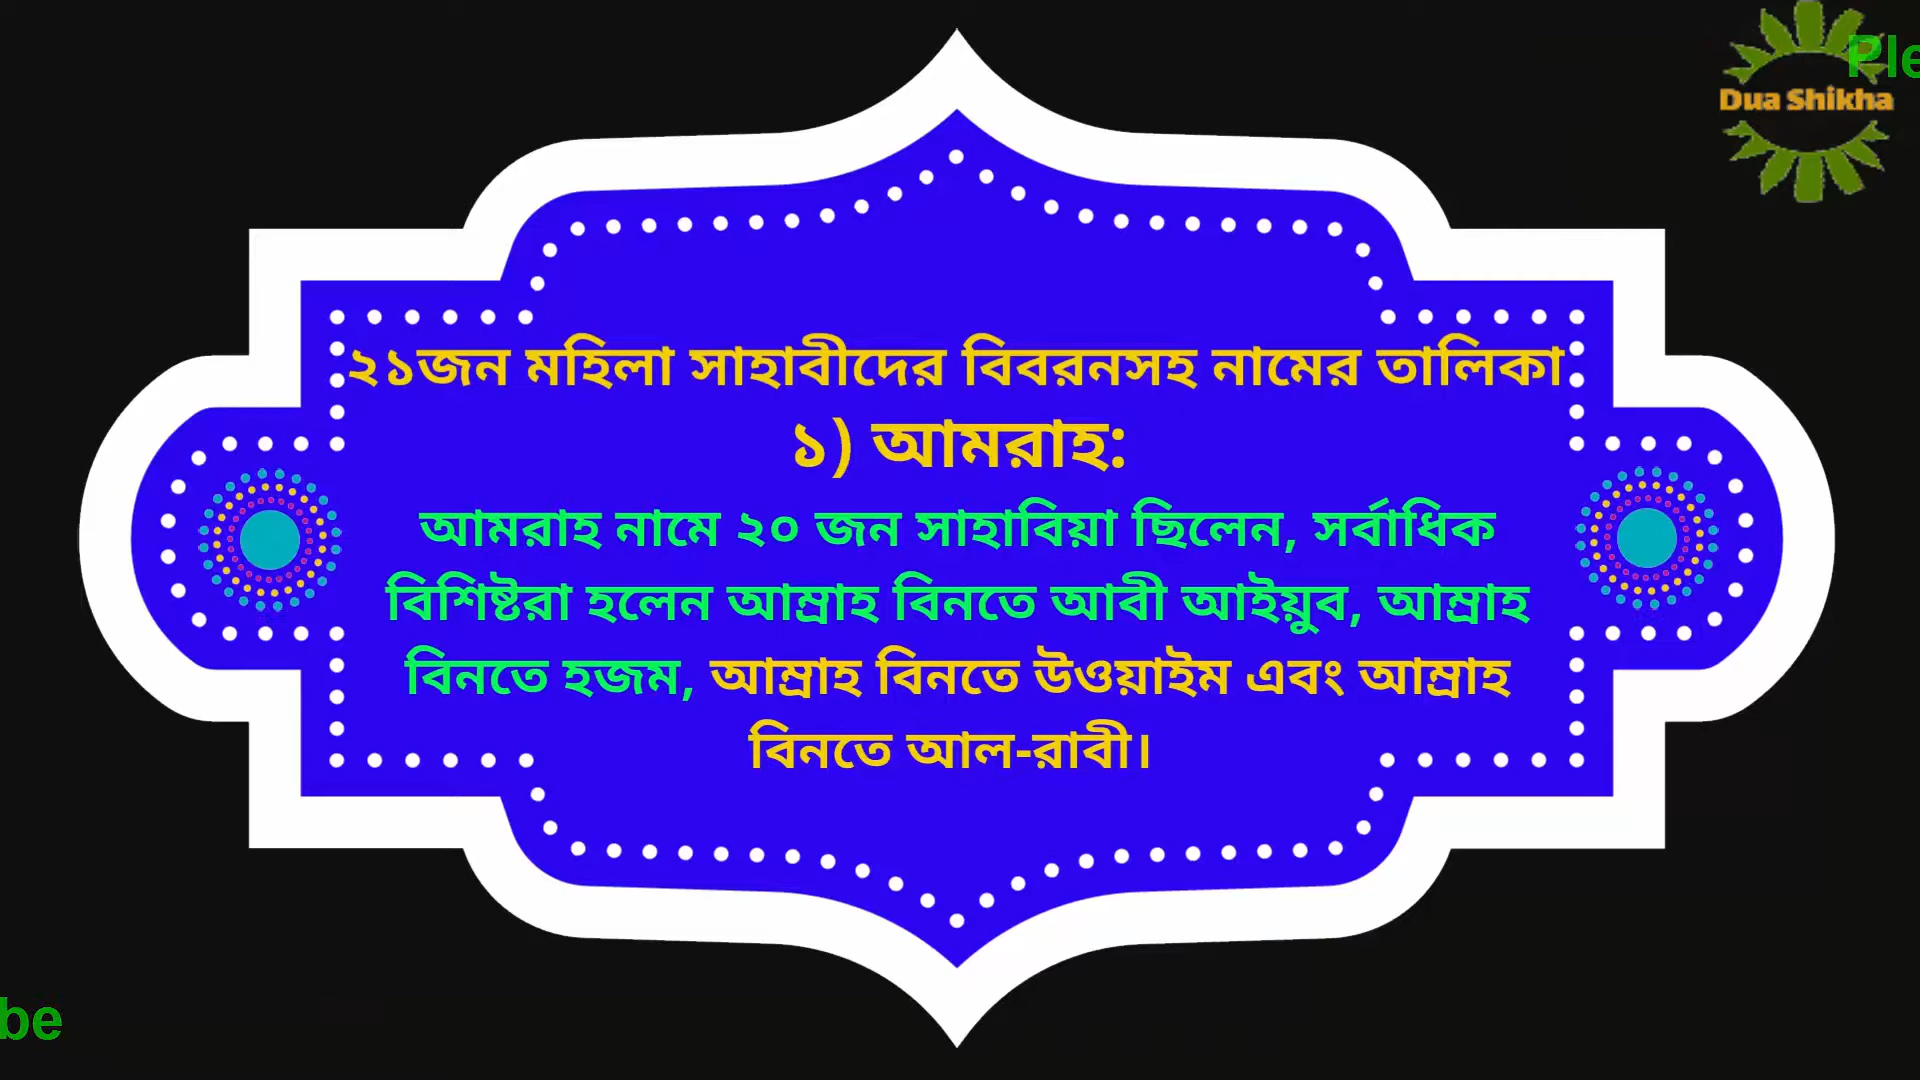 Ple
Dua Shikha
২১জন মহিলা সাহাবীদের বিবরনসহ নামের তালিকা
১) আমরাহ:
আমরাহ নামে ২০ জন সাহাবিয়া ছিলেন, সর্বাধিক
বিশিষ্টরা হলেন আম্রাহ বিনতে আবী আইয়ুব, আম্রাহ
বিনতে হজম, আম্রাহ বিনতে উওয়াইম এবং আম্রাহ
বিনতে আল-রাবী।
be